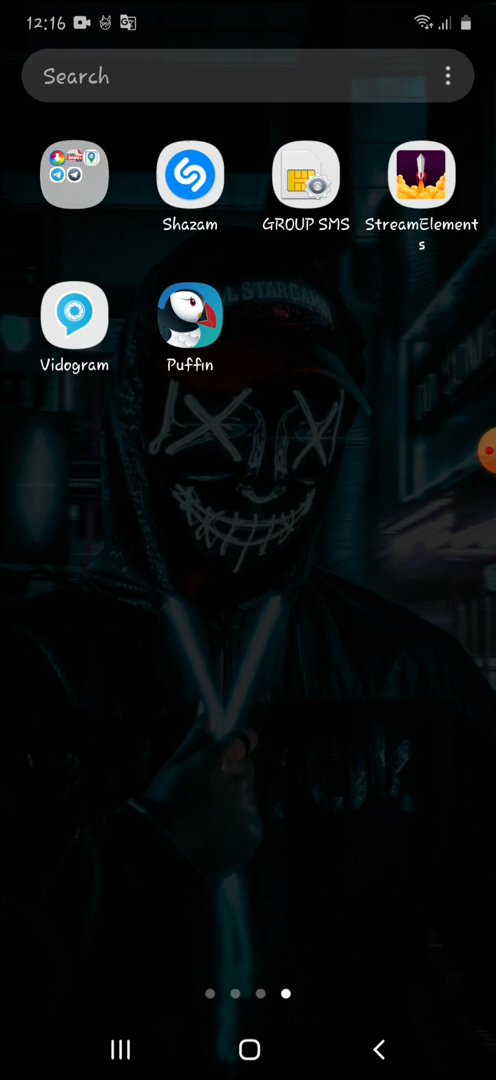 12:16
Search
Shazam
GROUP SMS
StreamElement
s
Vidogram
Puffin